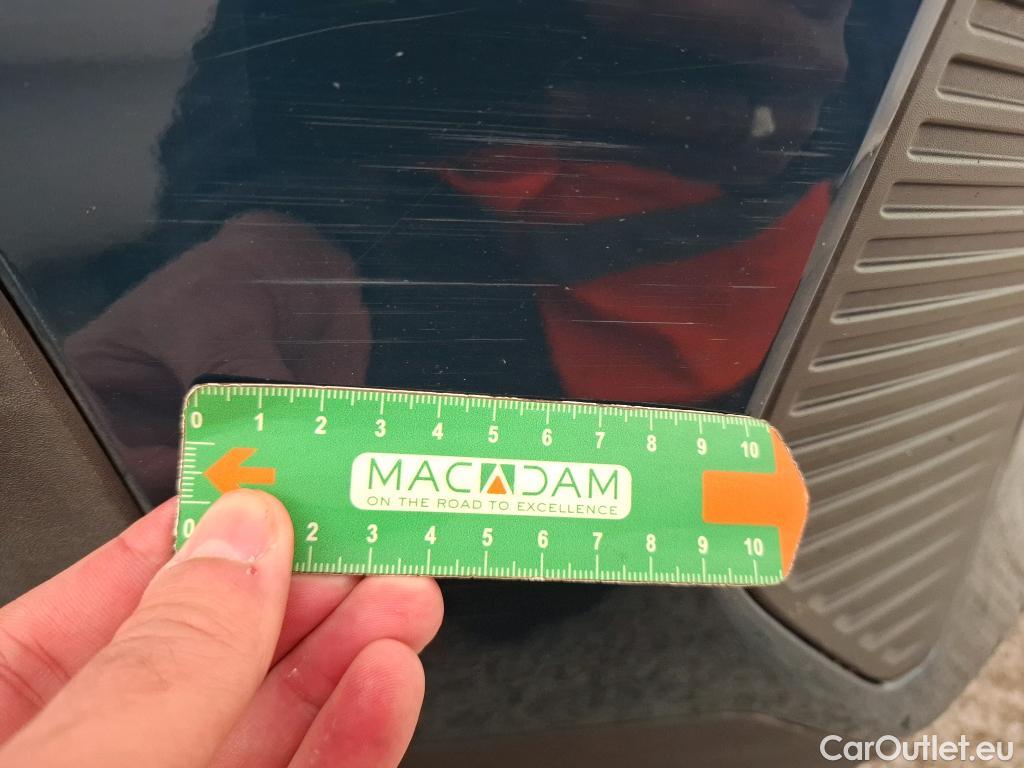 0 1 2 3 4 5 6 7 8 9 10
MACADAM
ON THE ROAD TO EXCELLENCE
0 2 3 4 5 6 7 8 9 10
CarOutlet.eu